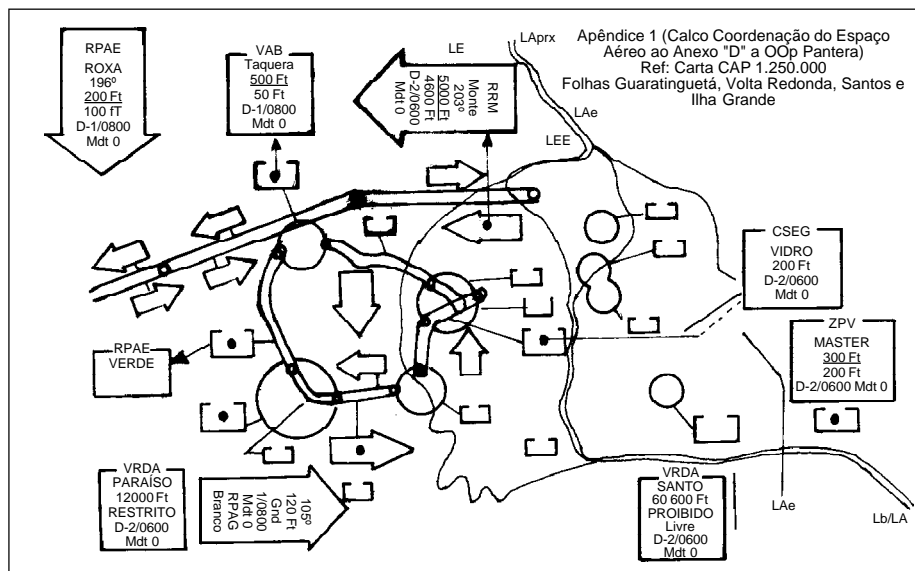 Apêndice 1 (Calco Coordenação do Espaço
Aéreo ao Anexo "D" a OOp Pantera)
Ref: Carta CAP 1.250.000
Folhas Guaratinguetá, Volta Redonda, Santos e
Ilha Grande
RPAE
ROXA
196º
200 Ft
100 fT
D-1/0800
Mdt 0
VAB
Taquera
500 Ft
50 Ft
D-1/0800
Mdt 0
LE
RRM
Monte
203º
5000 Ft
4600 Ft
D-2/0600
Mdt 0
LAprx
LAe
LEE
CSEG
VIDRO
200 Ft
D-2/0600
Mdt 0
ZPV
MASTER
300 Ft
200 Ft
D-2/0600 Mdt 0
RPAE
VERDE
VRDA
PARAÍSO
12000 Ft
RESTRITO
D-2/0600
Mdt 0
105º
120 Ft
Gnd
1/0800
Mdt 0
RPAG
Branco
VRDA
SANTO
60 600 Ft
PROIBIDO
Livre
D-2/0600
Mdt 0
LAe
Lb/LA